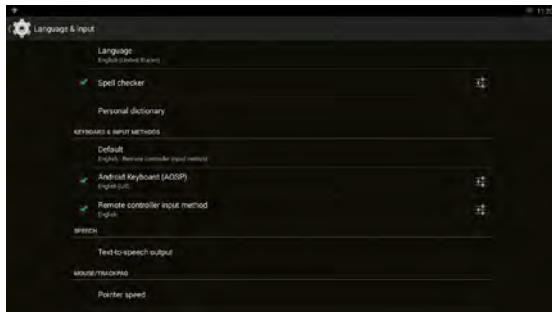 Language & input
Language
English (United States)
Spell checker
Personal dictionary
KEYBOARD & INPUT METHODS
Default
English - Remote controller input method
Android Keyboard (AOSP)
English (US)
Remote controller input method
English
SPEECH
Text-to-speech output
MOUSE/TRACKPAD
Pointer speed